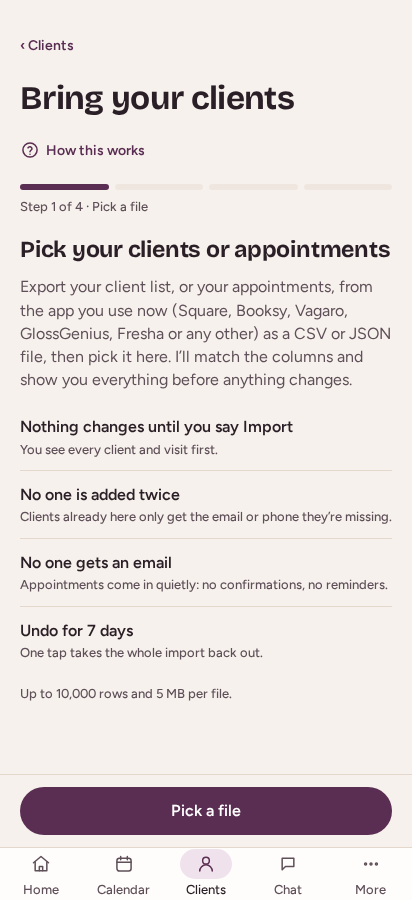 ‹ Clients
Bring your clients
How this works
Step 1 of 4 · Pick a file
Pick your clients or appointments
Export your client list, or your appointments, from
the app you use now (Square, Booksy, Vagaro,
GlossGenius, Fresha or any other) as a CSV or JSON
file, then pick it here. I’ll match the columns and
show you everything before anything changes.
Nothing changes until you say Import
You see every client and visit first.
No one is added twice
Clients already here only get the email or phone they’re missing.
No one gets an email
Appointments come in quietly: no confirmations, no reminders.
Undo for 7 days
One tap takes the whole import back out.
Up to 10,000 rows and 5 MB per file.
Pick a file
Home Calendar Clients Chat More